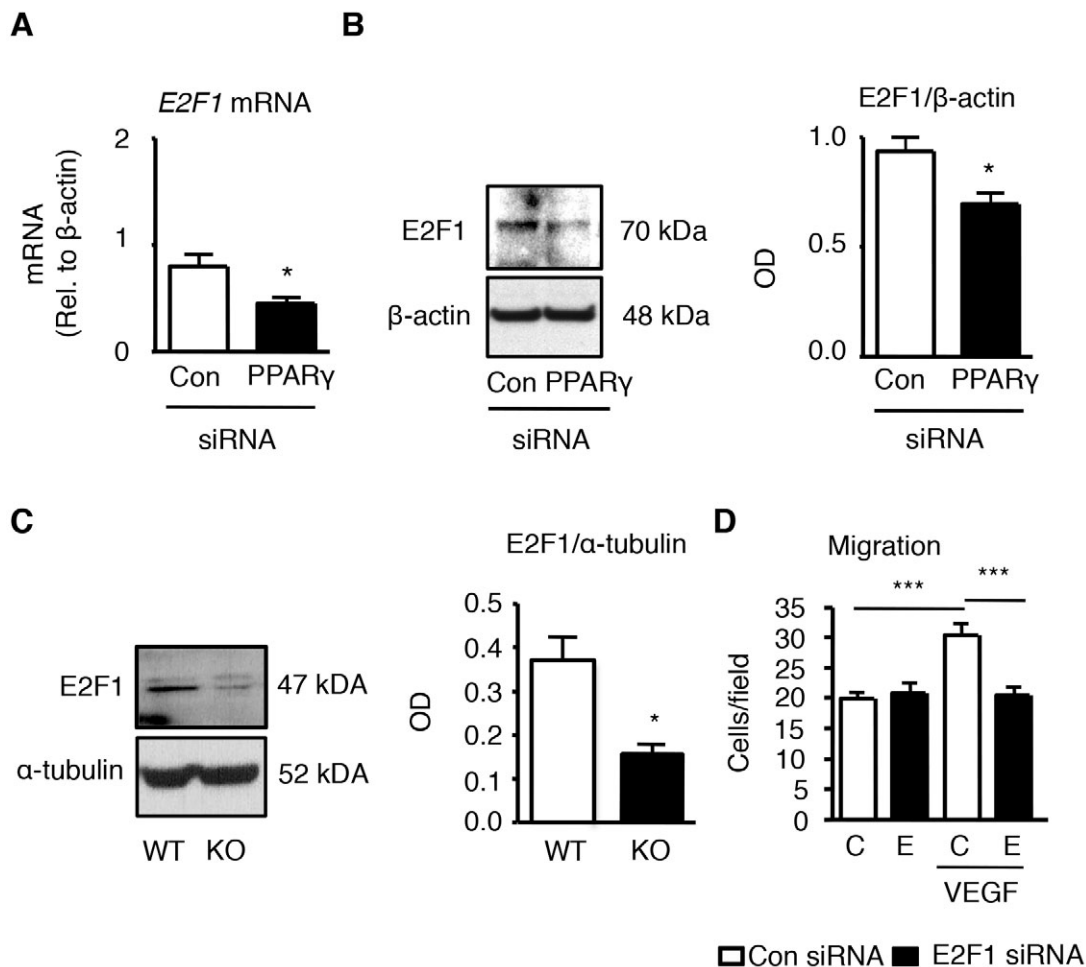 A
E2F1 mRNA
mRNA
(Rel. to β-actin)
2
1
0
*
Con PPARγ
siRNA
B
E2F1
70 kDa
β-actin
48 kDa
Con PPARγ
siRNA
E2F1/β-actin
OD
1.0
0.5
0.0
*
Con PPARγ
siRNA
C
E2F1
47 kDA
α-tubulin
52 kDA
WT KO
E2F1/α-tubulin
OD
0.5
0.4
0.3
0.2
0.1
0.0
*
WT KO
D
Migration
*** ***
Cells/field
35
30
25
20
15
10
5
0
C E C E
VEGF
Con siRNA E2F1 siRNA